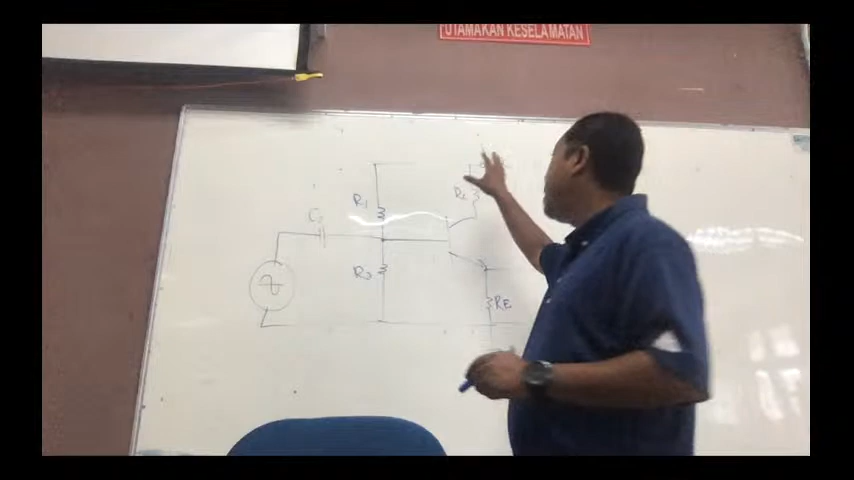 UTAMAKAN KESELAMATAN
R1
RC
C1
R2
RE